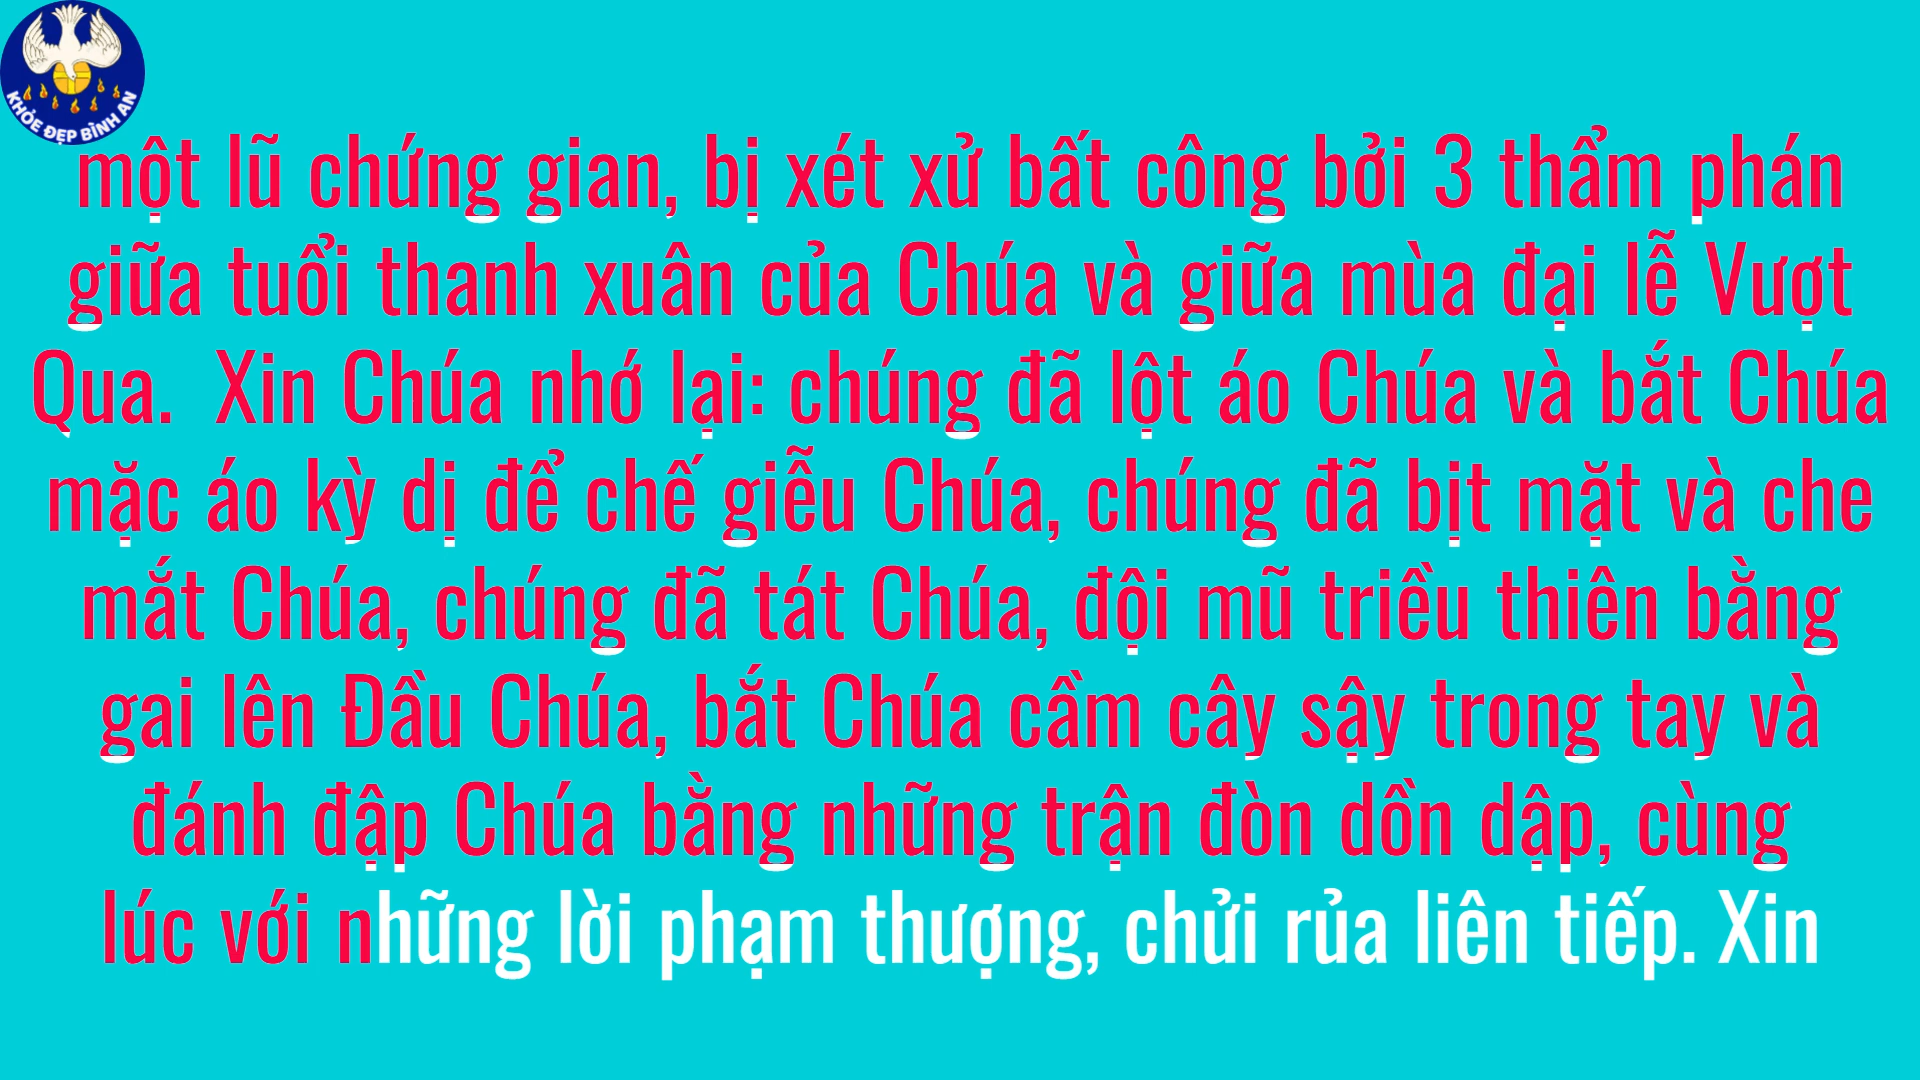 KHỎE ĐẸP BÌNH AN
một lũ chứng gian, bị xét xử bất công bởi 3 thẩm phán
giữa tuổi thanh xuân của Chúa và giữa mùa đại lễ Vượt
Qua.  Xin Chúa nhớ lại: chúng đã lột áo Chúa và bắt Chúa
mặc áo kỳ dị để chế giễu Chúa, chúng đã bịt mặt và che
mắt Chúa, chúng đã tát Chúa, đội mũ triều thiên bằng
gai lên Đầu Chúa, bắt Chúa cầm cây sậy trong tay và
đánh đập Chúa bằng những trận đòn dồn dập, cùng
lúc với những lời phạm thượng, chửi rủa liên tiếp. Xin